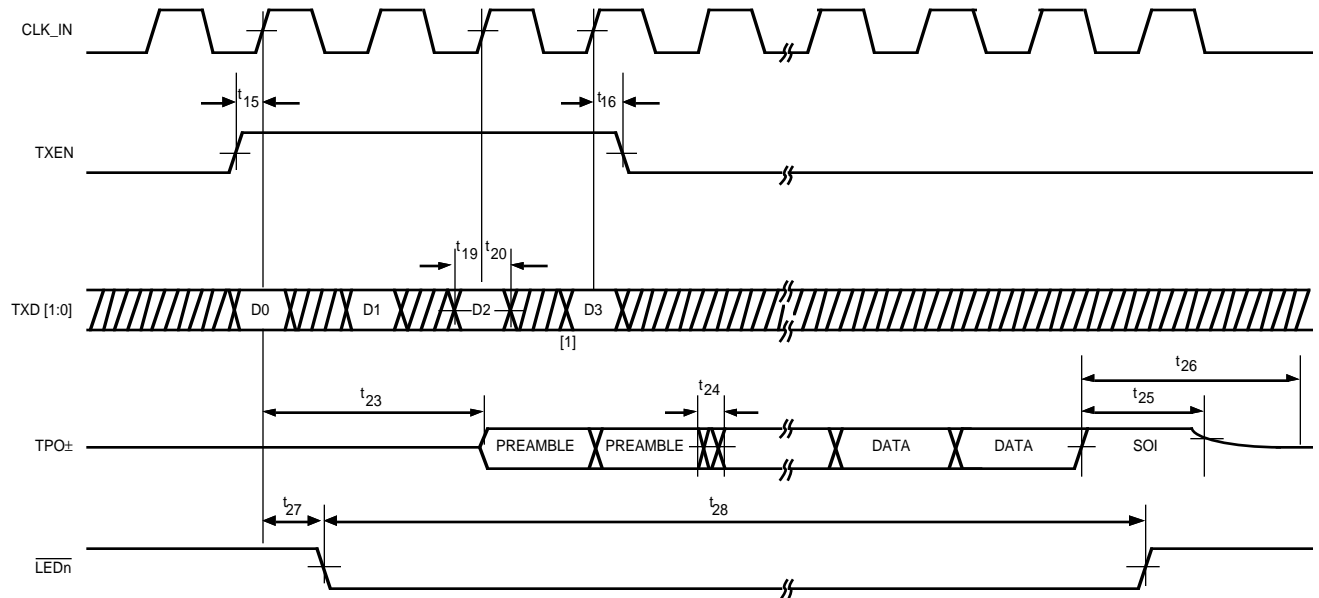 CLK_IN
t15
t16
TXEN
t19 t20
TXD [1:0] D0 D1 D2 D3
[1]
t26
t23 t24 t25
TPO± PREAMBLE PREAMBLE DATA DATA SOI
t27 t28
LEDn